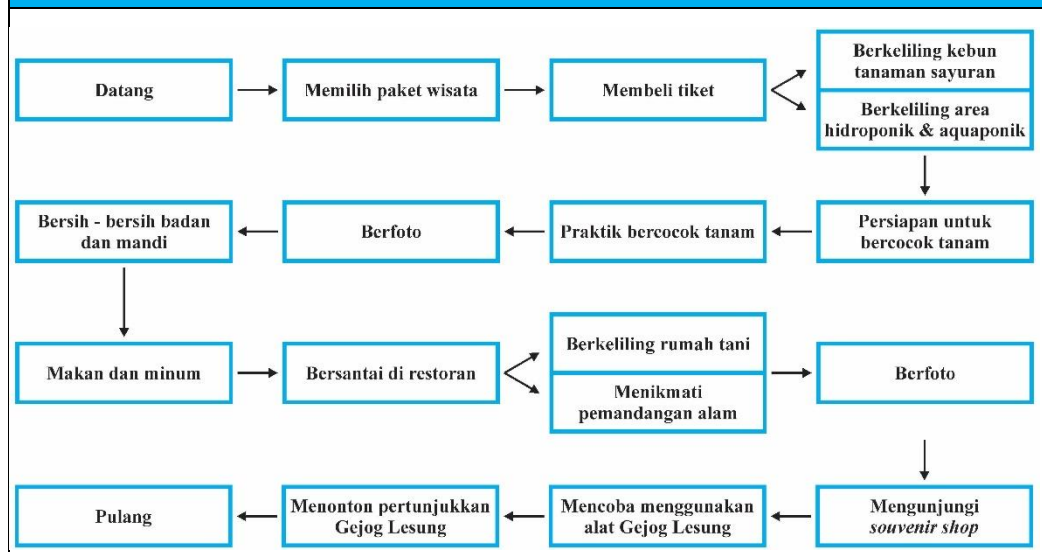 Datang
Memilih paket wisata
Membeli tiket
Berkeliling kebun
tanaman sayuran
Berkeliling area
hidroponik & aquaponik
Persiapan untuk
bercocok tanam
Praktik bercocok tanam
Berfoto
Bersih - bersih badan
dan mandi
Makan dan minum
Bersantai di restoran
Berkeliling rumah tani
Menikmati
pemandangan alam
Berfoto
Mengunjungi
souvenir shop
Mencoba menggunakan
alat Gejog Lesung
Menonton pertunjukkan
Gejog Lesung
Pulang